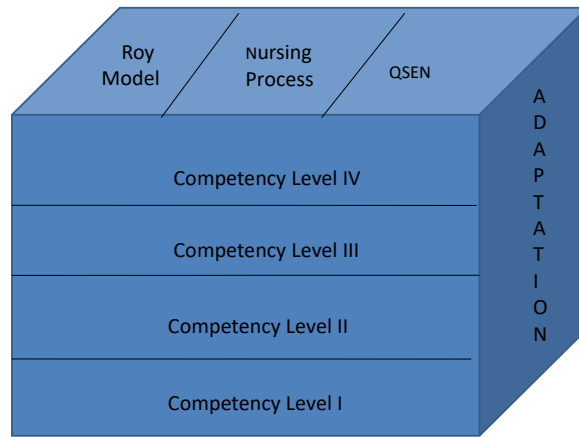 Roy
Model
Nursing
Process
QSEN
Competency Level IV
Competency Level III
Competency Level II
Competency Level I
A
D
A
P
T
A
T
I
O
N